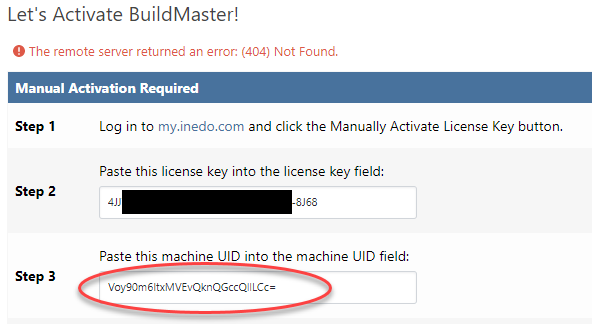 Let's Activate BuildMaster!
The remote server returned an error: (404) Not Found.
Manual Activation Required
Step 1 Log in to my.inedo.com and click the Manually Activate License Key button.
Step 2 Paste this license key into the license key field:
4JJ -8J68
Step 3 Paste this machine UID into the machine UID field:
Voy90m6ltxMVEvQknQGccQIlLCc=